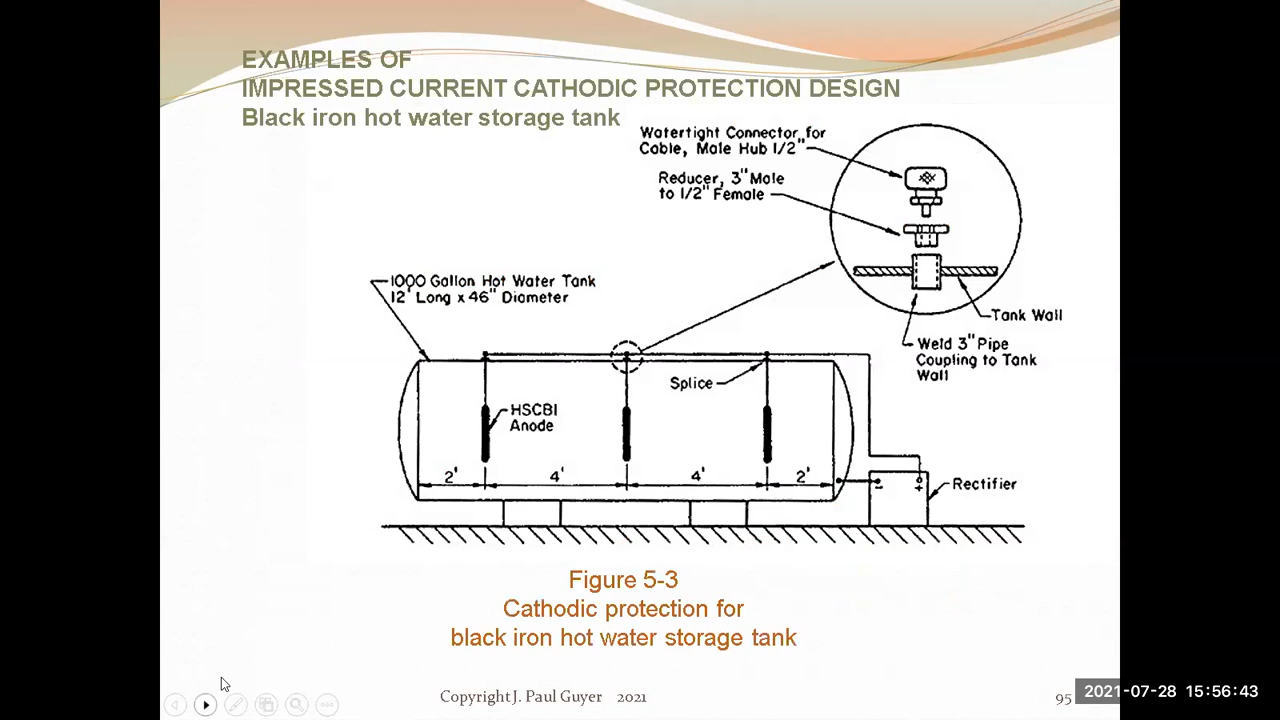 EXAMPLES OF
IMPRESSED CURRENT CATHODIC PROTECTION DESIGN
Black iron hot water storage tank
Watertight Connector for
Cable, Male Hub 1/2"
Reducer, 3" Male
to 1/2" Female
1000 Gallon Hot Water Tank
12' Long x 46" Diameter
Tank Wall
Weld 3" Pipe
Coupling to Tank
Wall
Splice
HSCBI
Anode
2'
4'
4'
2'
-
+
Rectifier
Figure 5-3
Cathodic protection for
black iron hot water storage tank
Copyright J. Paul Guyer 2021
95
2021-07-28 15:56:43